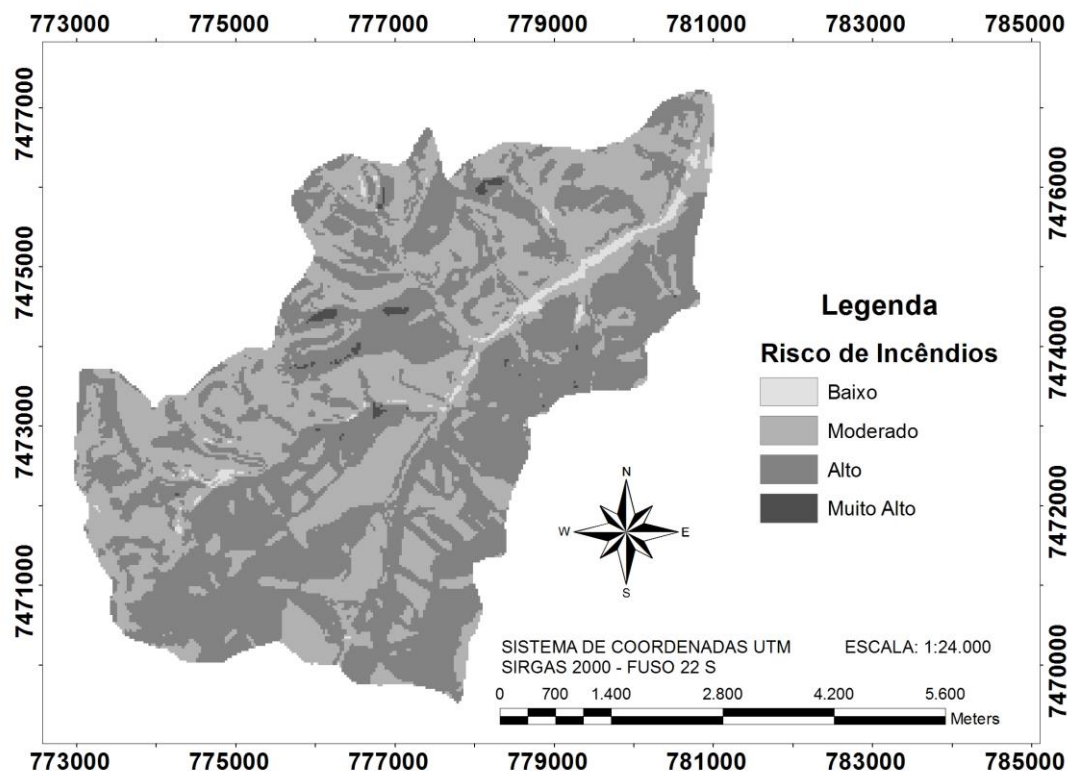 773000 775000 777000 779000 781000 783000 785000
7477000
7475000
7473000
7471000
7476000
7474000
7472000
7470000
Legenda
Risco de Incêndios
Baixo
Moderado
Alto
Muito Alto
N
W E
S
SISTEMA DE COORDENADAS UTM ESCALA: 1:24.000
SIRGAS 2000 - FUSO 22 S
0 700 1.400 2.800 4.200 5.600
Meters
773000 775000 777000 779000 781000 783000 785000